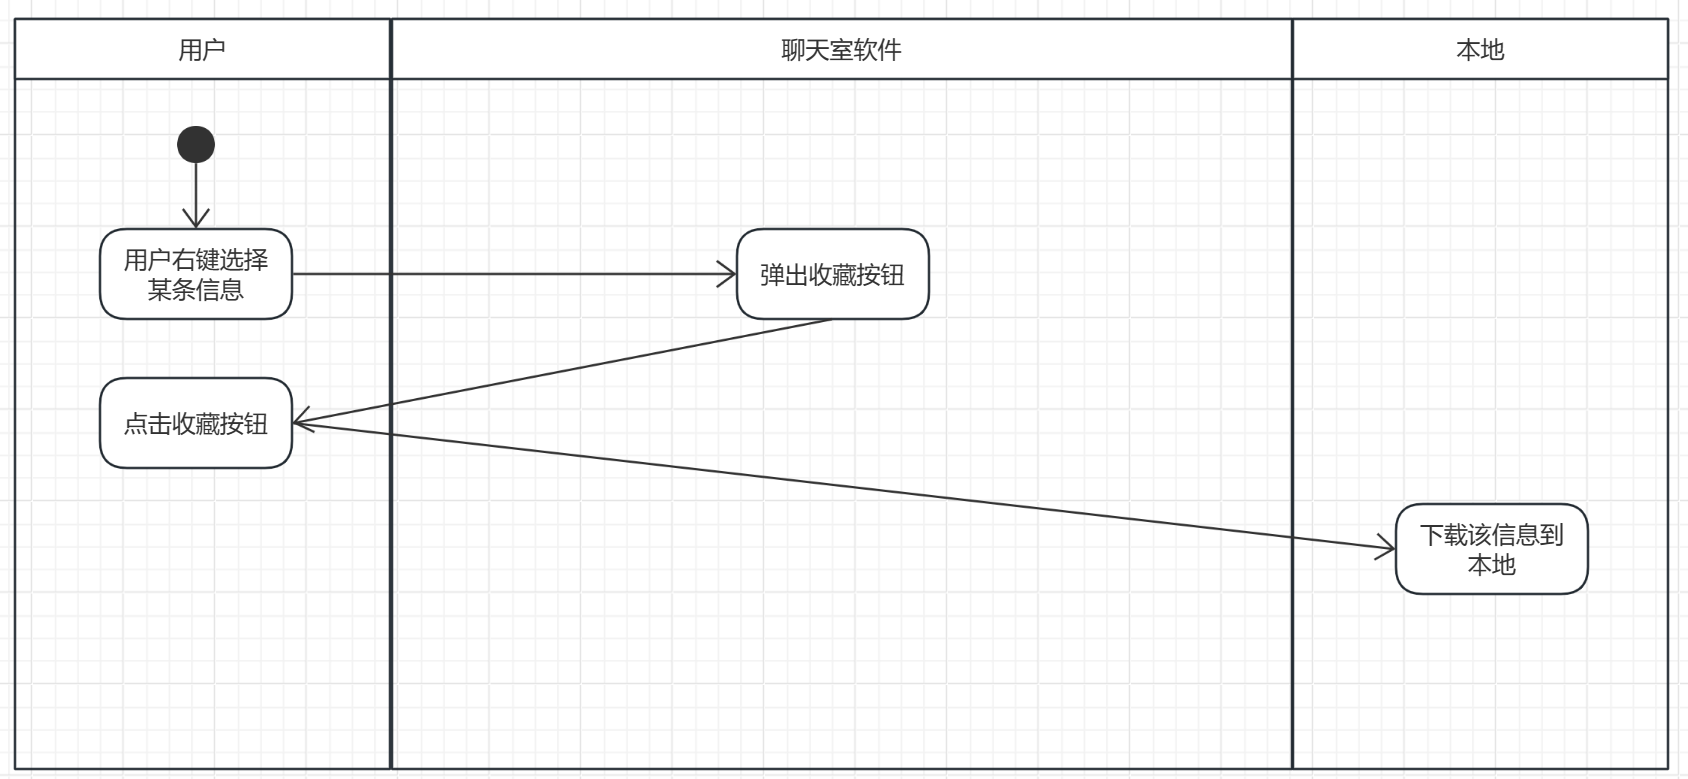 用户
聊天室软件
本地
用户右键选择
某条信息
弹出收藏按钮
点击收藏按钮
下载该信息到
本地